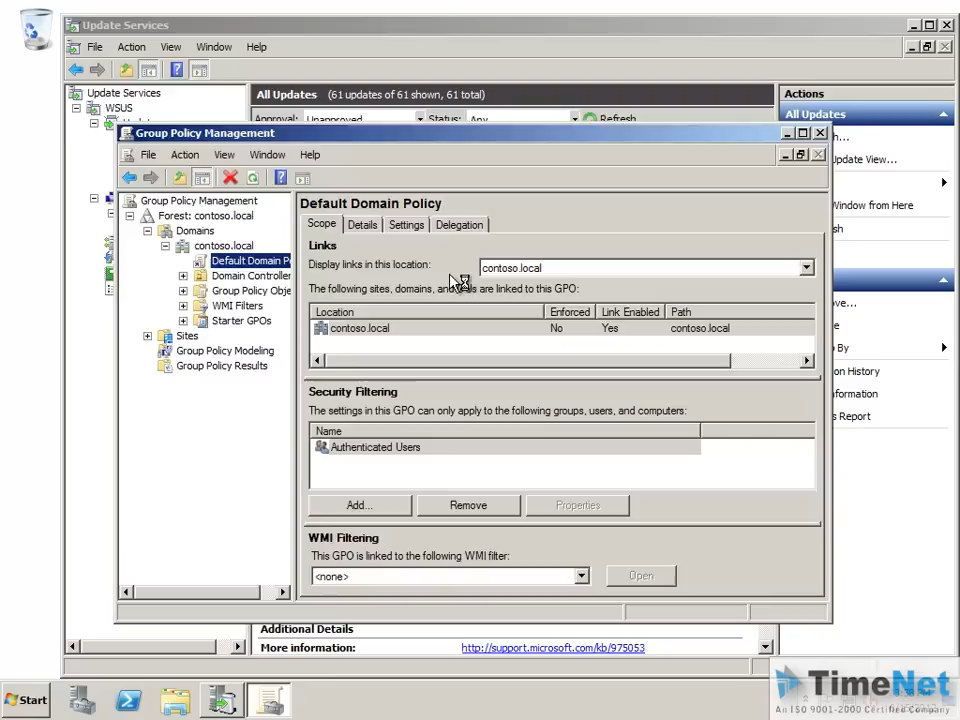 Update Services
File Action View Window Help
Update Services
WSUS
All Updates (61 updates of 61 shown, 61 total)
Approval: Unapproved Status: Any Refresh
Actions
All Updates
Update View...
Window from Here
By
on History
formation
s Report
Group Policy Management
File Action View Window Help
Group Policy Management
Forest: contoso.local
Domains
contoso.local
Default Domain P
Domain Controller
Group Policy Obje
WMI Filters
Starter GPOs
Sites
Group Policy Modeling
Group Policy Results
Default Domain Policy
Scope Details Settings Delegation
Links
Display links in this location: contoso.local
The following sites, domains, and are linked to this GPO:
Location Enforced Link Enabled Path
contoso.local No Yes contoso.local
Security Filtering
The settings in this GPO can only apply to the following groups, users, and computers:
Name
Authenticated Users
Add... Remove Properties
WMI Filtering
This GPO is linked to the following WMI filter:
<none> Open
Additional Details
More information: http://support.microsoft.com/kb/975053
Start
TimeNet
An ISO 9001-2000 Certified Company